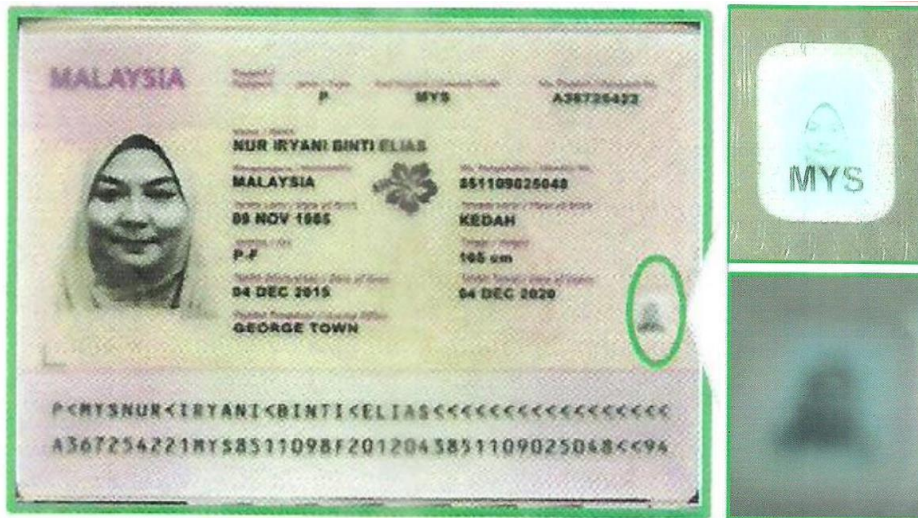 MALAYSIA
P MYS A36725422
NUR IRYANI BINTI ELIAS
MALAYSIA 851109025048
09 NOV 1985 KEDAH
P-F 165 cm
04 DEC 2015 04 DEC 2020
GEORGE TOWN
P<MYSNUR<IRYANI<BINTI<ELIAS<<<<<<<<<<<<<<<<<
A367254221MYS8511098F2012043851109025048<<94
MYS